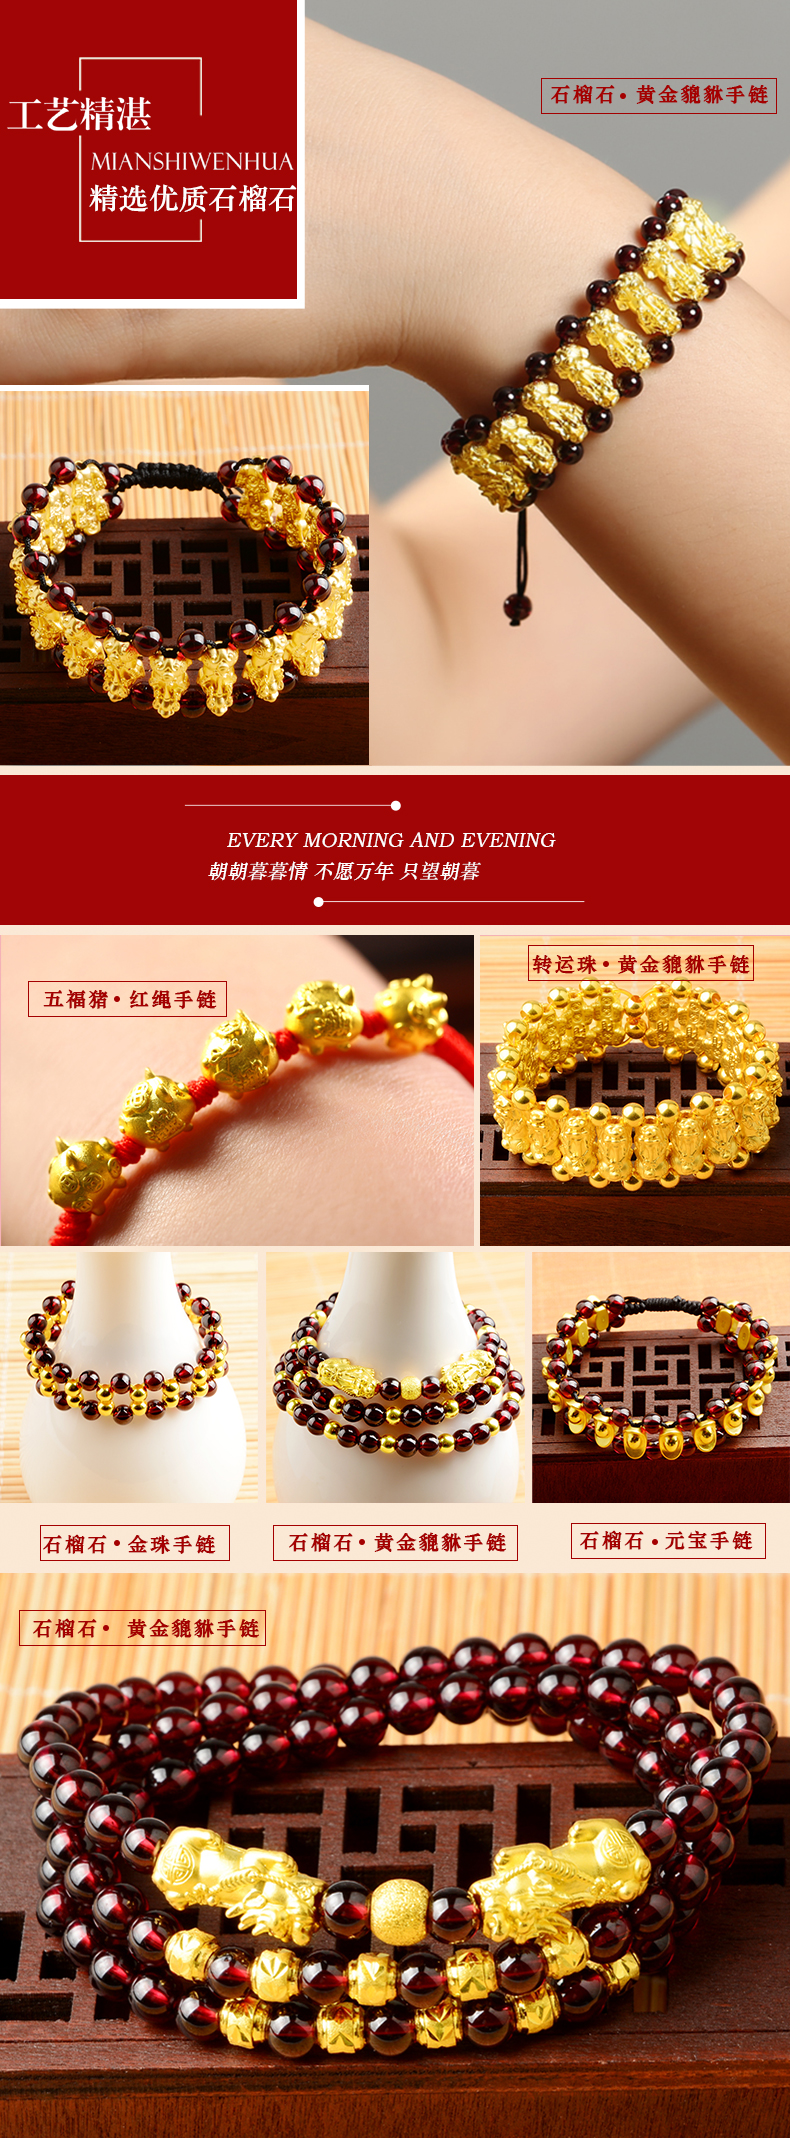 工艺精湛
MIANSHIWENHUA
精选优质石榴石
石榴石•黄金貔貅手链
EVERY MORNING AND EVENING
朝朝暮暮情 不愿万年 只望朝暮
五福猪•红绳手链
转运珠•黄金貔貅手链
石榴石•金珠手链
石榴石•黄金貔貅手链
石榴石•元宝手链
石榴石• 黄金貔貅手链